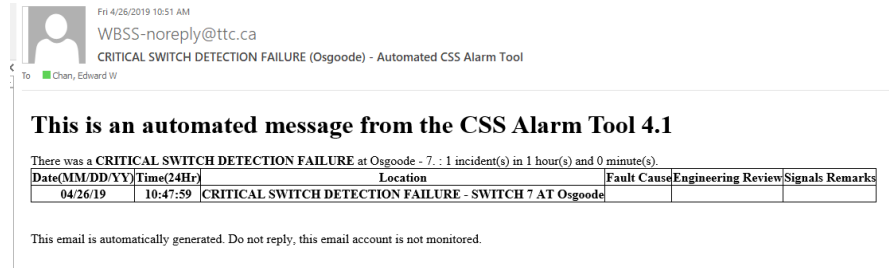 Fri 4/26/2019 10:51 AM
WBSS-noreply@ttc.ca
CRITICAL SWITCH DETECTION FAILURE (Osgoode) - Automated CSS Alarm Tool
To Chan, Edward W
This is an automated message from the CSS Alarm Tool 4.1
There was a CRITICAL SWITCH DETECTION FAILURE at Osgoode - 7. : 1 incident(s) in 1 hour(s) and 0 minute(s).
Date(MM/DD/YY) Time(24Hr) Location Fault Cause Engineering Review Signals Remarks
04/26/19 10:47:59 CRITICAL SWITCH DETECTION FAILURE - SWITCH 7 AT Osgoode
This email is automatically generated. Do not reply, this email account is not monitored.